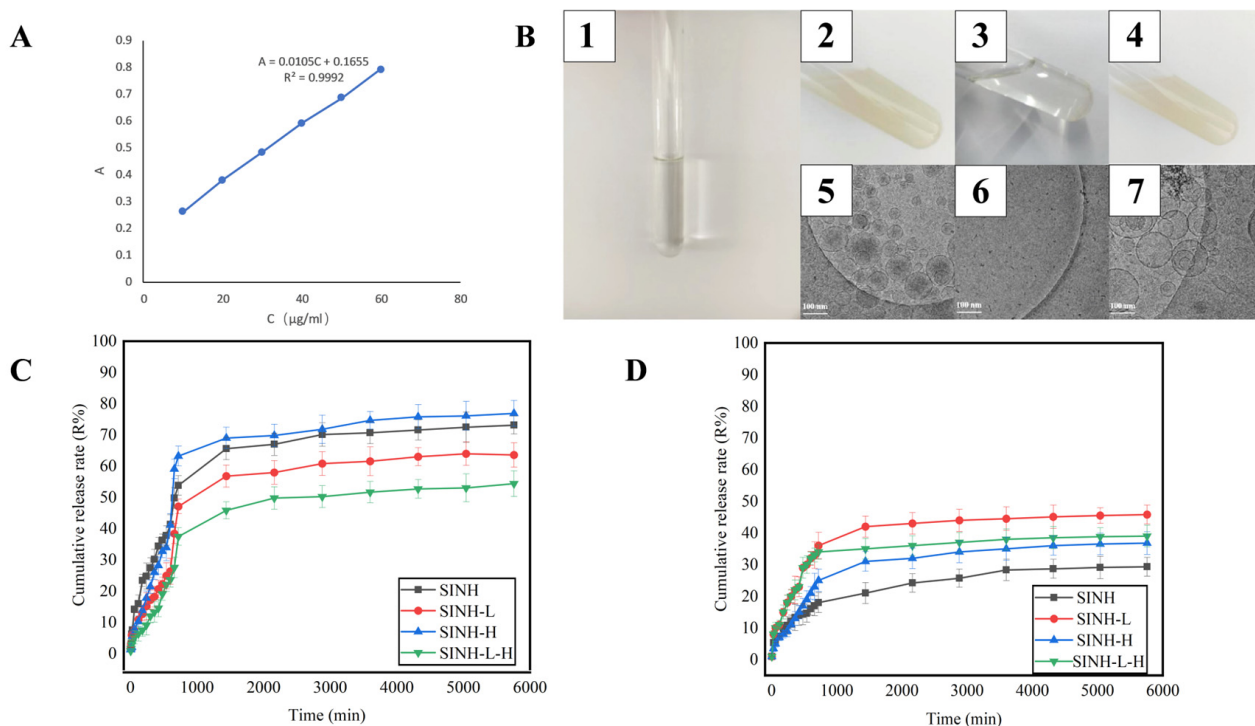 A
0.9
0.8
0.7
0.6
0.5
0.4
0.3
0.2
0.1
0
A
A = 0.0105C + 0.1655
R² = 0.9992
0
20
40
60
80
C（μg/ml）
B
1
2
3
4
5
6
7
100 nm
100 nm
100 nm
C
100
90
80
70
60
50
40
30
20
10
0
Cumulative release rate (R%)
SINH
SINH-L
SINH-H
SINH-L-H
0
1000
2000
3000
4000
5000
6000
Time (min)
D
100
90
80
70
60
50
40
30
20
10
0
Cumulative release rate (R%)
SINH
SINH-L
SINH-H
SINH-L-H
0
1000
2000
3000
4000
5000
6000
Time (min)